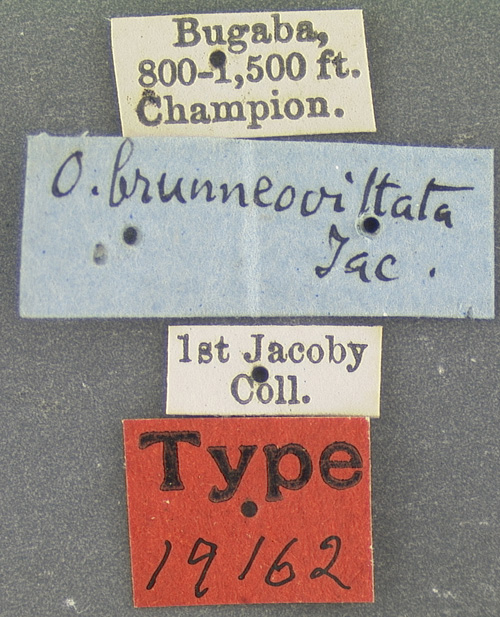 Bugaba,
800-1,500 ft.
Champion.
O. brunneovittata
Jac.
1st Jacoby
Coll.
Type
19162